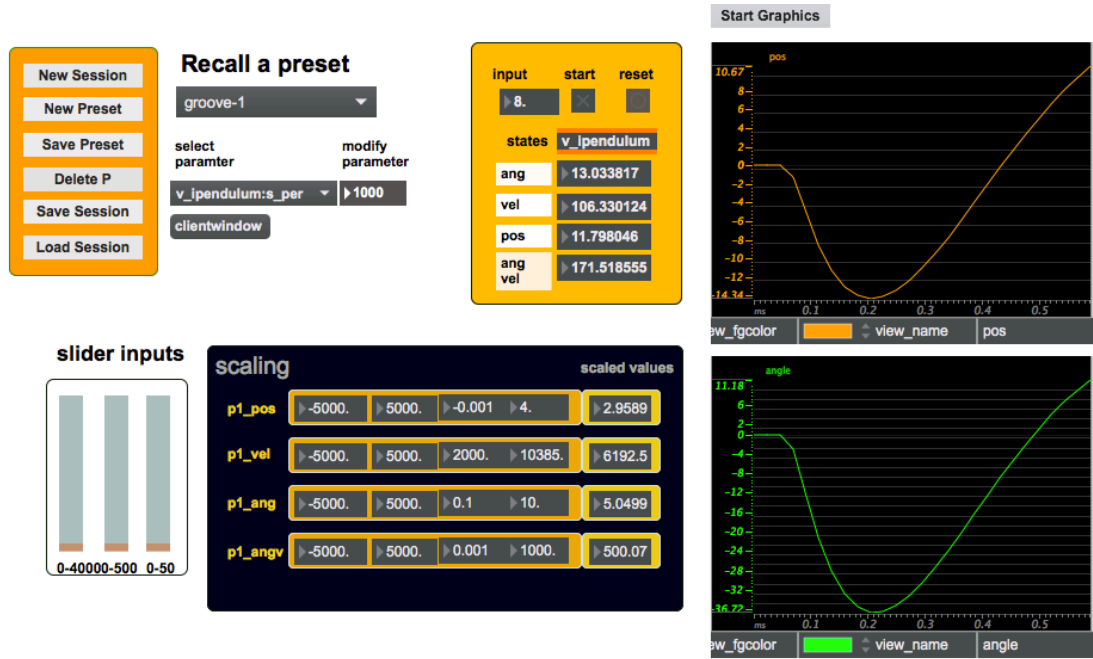 Start Graphics
New Session
New Preset
Save Preset
Delete P
Save Session
Load Session
Recall a preset
groove-1
select
paramter
modify
parameter
v_ipendulum:s_per
1000
clientwindow
input
start
reset
8.
states
v_ipendulum
ang
13.033817
vel
106.330124
pos
11.798046
ang
vel
171.518555
pos
10.67
8
6
4
2
0
-2
-4
-6
-8
-10
-12
-14.34
ms
0.1
0.2
0.3
0.4
0.5
ew_fgcolor
view_name
pos
slider inputs
0-40000-500
0-50
scaling
scaled values
p1_pos
-5000.
5000.
-0.001
4.
2.9589
p1_vel
-5000.
5000.
2000.
10385.
6192.5
p1_ang
-5000.
5000.
0.1
10.
5.0499
p1_angv
-5000.
5000.
0.001
1000.
500.07
angle
11.18
6
2
0
-4
-8
-12
-16
-20
-24
-28
-32
-36.72
ms
0.1
0.2
0.3
0.4
0.5
ew_fgcolor
view_name
angle